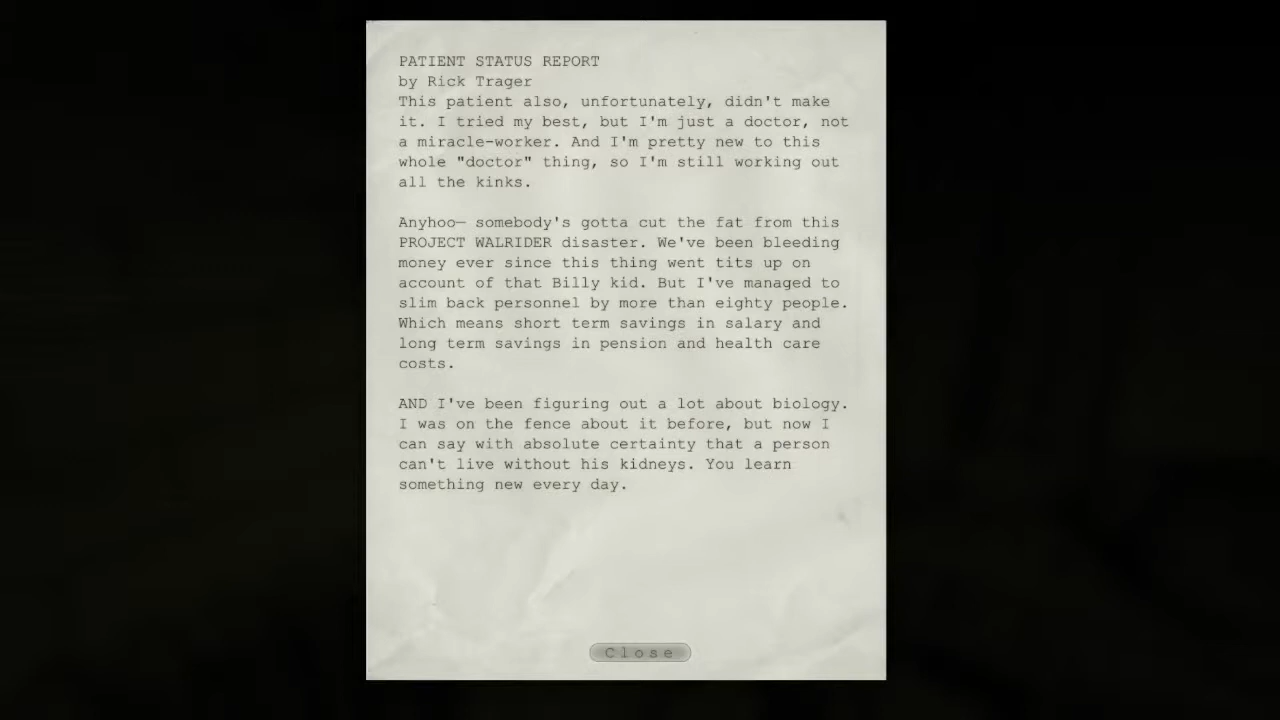 PATIENT STATUS REPORT
by Rick Trager
This patient also, unfortunately, didn't make
it. I tried my best, but I'm just a doctor, not
a miracle-worker. And I'm pretty new to this
whole "doctor" thing, so I'm still working out
all the kinks.
Anyhoo— somebody's gotta cut the fat from this
PROJECT WALRIDER disaster. We've been bleeding
money ever since this thing went tits up on
account of that Billy kid. But I've managed to
slim back personnel by more than eighty people.
Which means short term savings in salary and
long term savings in pension and health care
costs.
AND I've been figuring out a lot about biology.
I was on the fence about it before, but now I
can say with absolute certainty that a person
can't live without his kidneys. You learn
something new every day.
Close